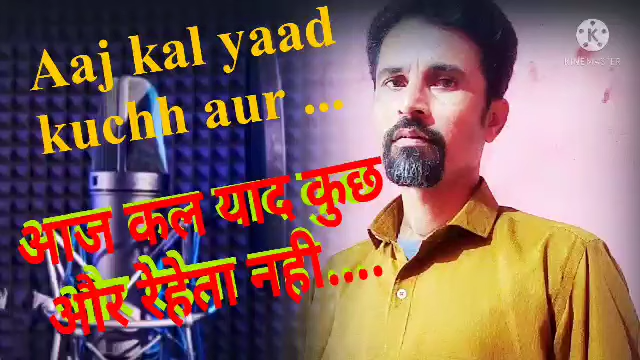 Aaj kal yaad
kuchh aur ...
आज कल याद कुछ
और रेहेता नही....
KINEMASTER